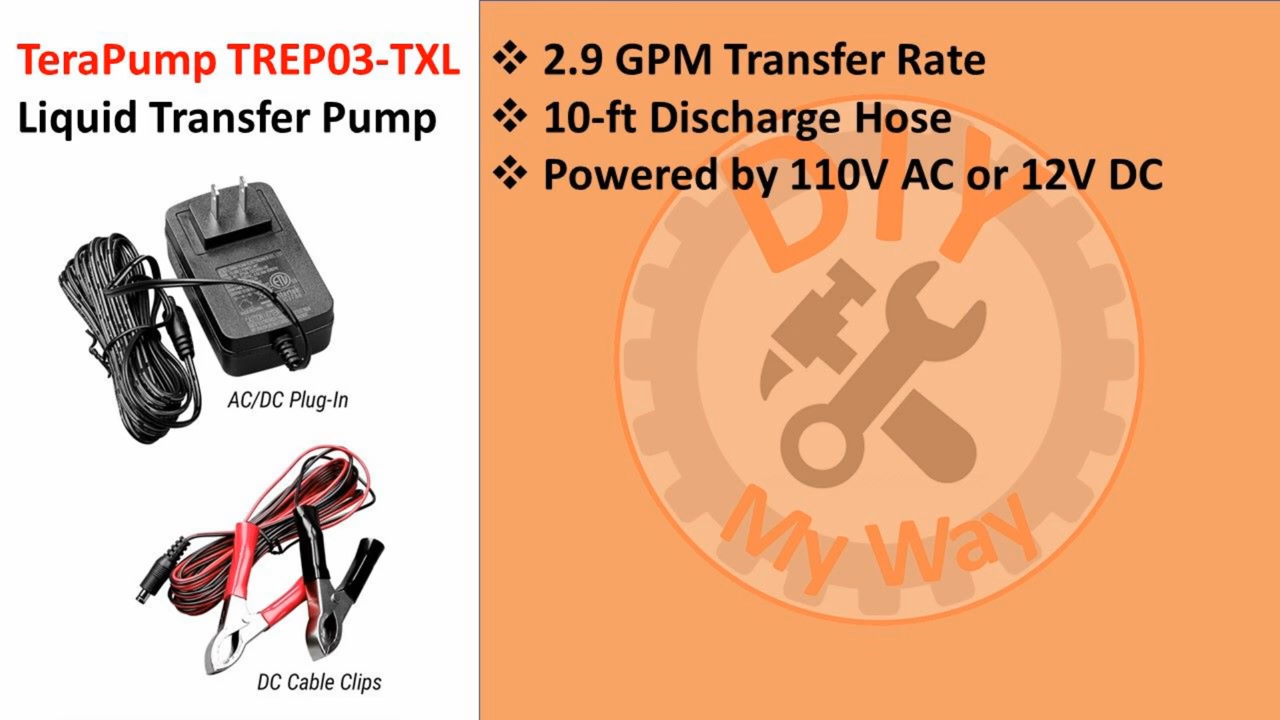 TeraPump TREP03-TXL
Liquid Transfer Pump
AC/DC Plug-In
DC Cable Clips
❖ 2.9 GPM Transfer Rate
❖ 10-ft Discharge Hose
❖ Powered by 110V AC or 12V DC
DIY
My Way